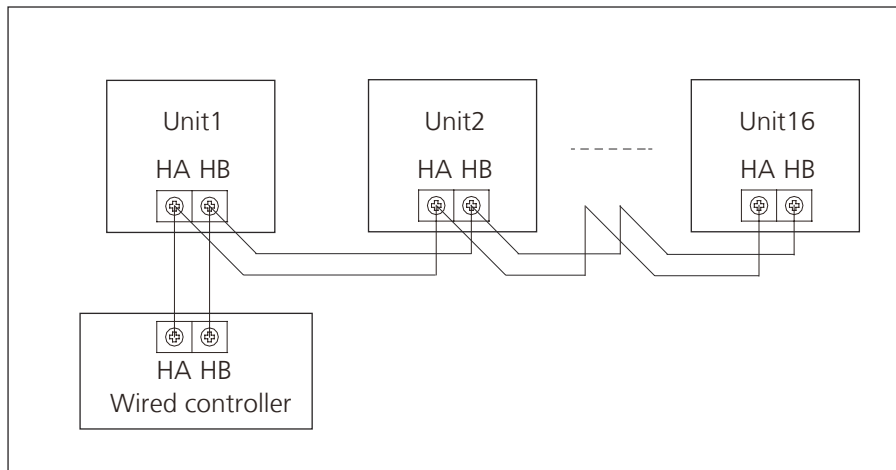 Unit1
HA HB
Unit2
HA HB
Unit16
HA HB
HA HB
Wired controller